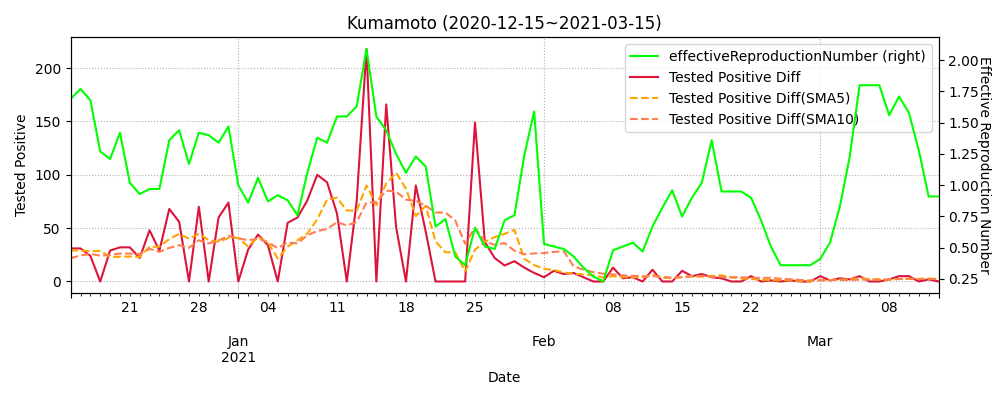 Kumamoto (2020-12-15~2021-03-15)
effectiveReproductionNumber (right)
Tested Positive Diff
Tested Positive Diff(SMA5)
Tested Positive Diff(SMA10)
Tested Positive
200
150
100
50
0
2.00
1.75
1.50
1.25
1.00
0.75
0.50
0.25
Effective Reproduction Number
21 28 04 11 18 25 08 15 22 08
Jan Feb Mar
2021
Date